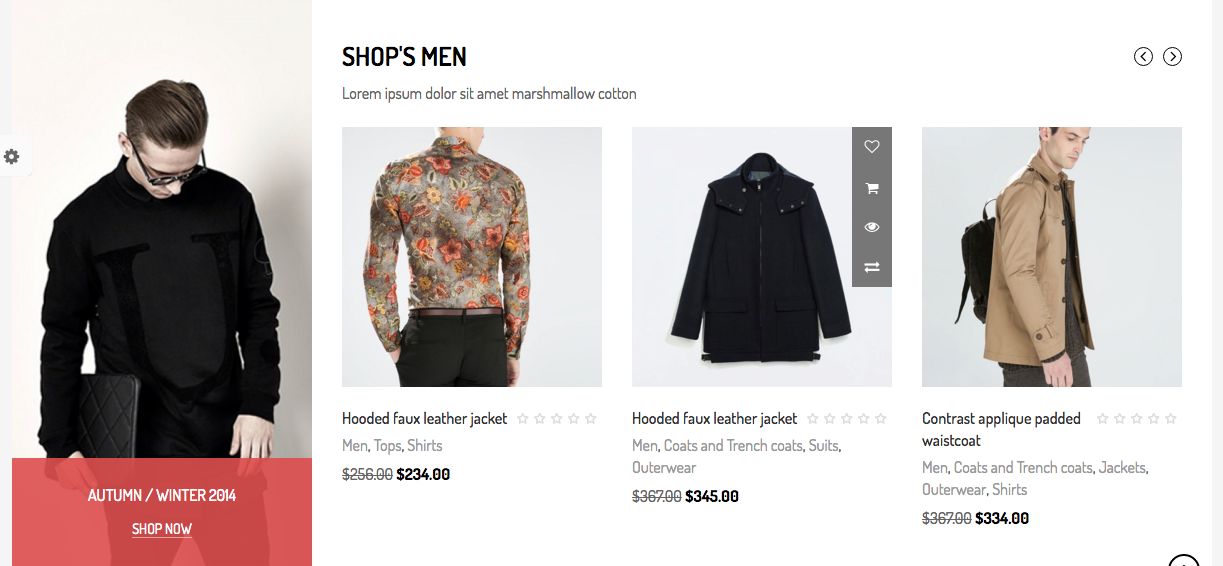 SHOP'S MEN
Lorem ipsum dolor sit amet marshmallow cotton
AUTUMN / WINTER 2014
SHOP NOW
Hooded faux leather jacket
Men, Tops, Shirts
$256.00 $234.00
Hooded faux leather jacket
Men, Coats and Trench coats, Suits,
Outerwear
$367.00 $345.00
Contrast applique padded
waistcoat
Men, Coats and Trench coats, Jackets,
Outerwear, Shirts
$367.00 $334.00